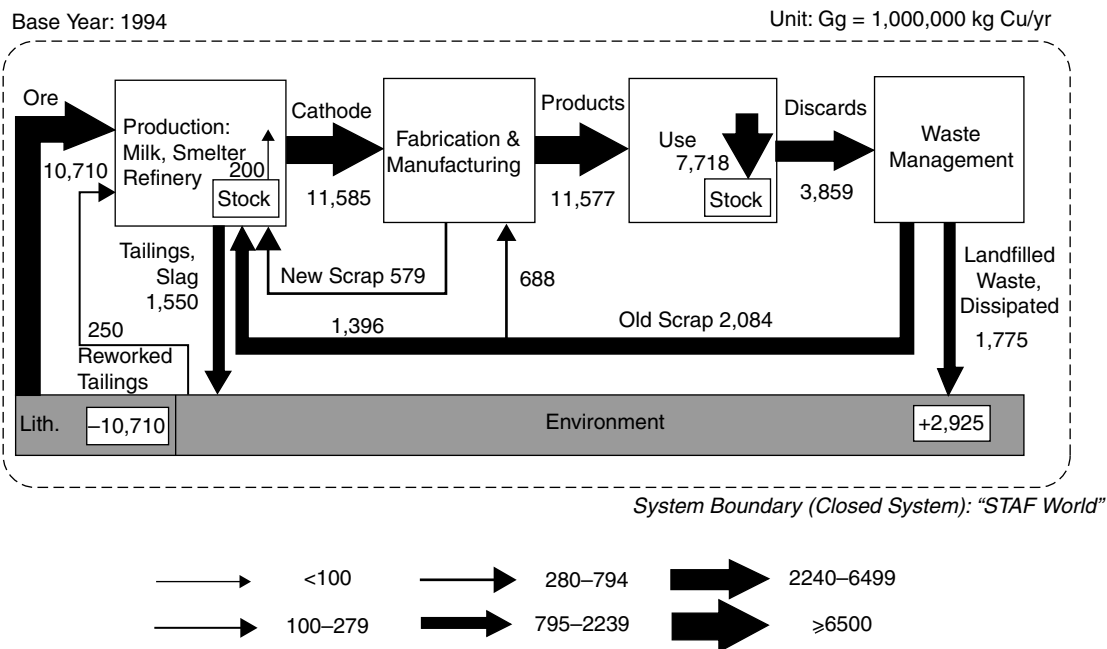 Base Year: 1994
Unit: Gg = 1,000,000 kg Cu/yr
Ore
10,710
Production:
Milk, Smelter
Refinery
200
Stock
Cathode
11,585
Fabrication &
Manufacturing
Products
11,577
Use
7,718
Stock
Discards
3,859
Waste
Management
Tailings,
Slag
1,550
New Scrap 579
688
1,396
Old Scrap 2,084
Landfilled
Waste,
Dissipated
1,775
250
Reworked
Tailings
Lith.
–10,710
Environment
+2,925
System Boundary (Closed System): “STAF World”
<100
280–794
2240–6499
100–279
795–2239
⩾6500